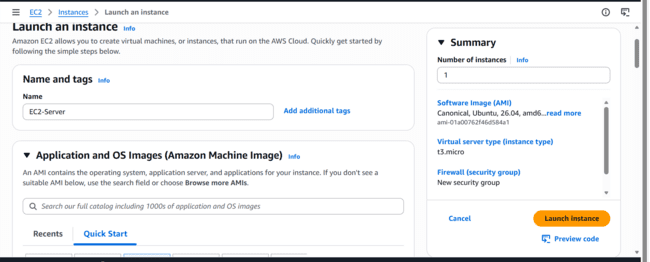 EC2 > Instances > Launch an instance
Launch an instance Info
Amazon EC2 allows you to create virtual machines, or instances, that run on the AWS Cloud. Quickly get started by
following the simple steps below.
Name and tags Info
Name
EC2-Server
Add additional tags
Application and OS Images (Amazon Machine Image) Info
An AMI contains the operating system, application server, and applications for your instance. If you don't see a
suitable AMI below, use the search field or choose Browse more AMIs.
Search our full catalog including 1000s of application and OS images
Recents
Quick Start
Summary
Number of instances Info
1
Software Image (AMI)
Canonical, Ubuntu, 26.04, amd6...read more
ami-01a00762f46d584a1
Virtual server type (instance type)
t3.micro
Firewall (security group)
New security group
Cancel
Launch instance
Preview code